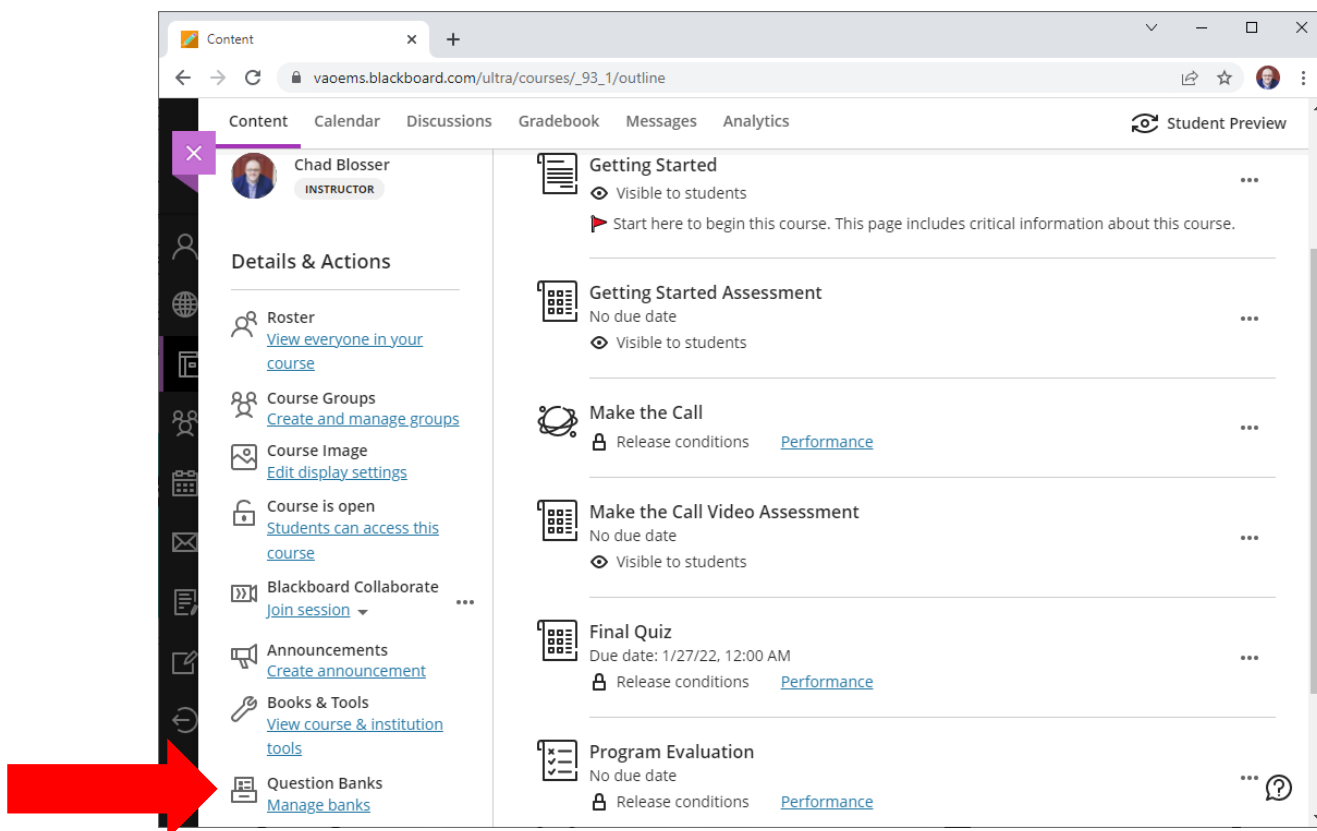 Content
vaoems.blackboard.com/ultra/courses/_93_1/outline
Content Calendar Discussions Gradebook Messages Analytics
Student Preview
Chad Blosser
INSTRUCTOR
Details & Actions
Roster
View everyone in your
course
Course Groups
Create and manage groups
Course Image
Edit display settings
Course is open
Students can access this
course
Blackboard Collaborate
Join session
Announcements
Create announcement
Books & Tools
View course & institution
tools
Question Banks
Manage banks
Getting Started
Visible to students
Start here to begin this course. This page includes critical information about this course.
Getting Started Assessment
No due date
Visible to students
Make the Call
Release conditions Performance
Make the Call Video Assessment
No due date
Visible to students
Final Quiz
Due date: 1/27/22, 12:00 AM
Release conditions Performance
Program Evaluation
No due date
Release conditions Performance